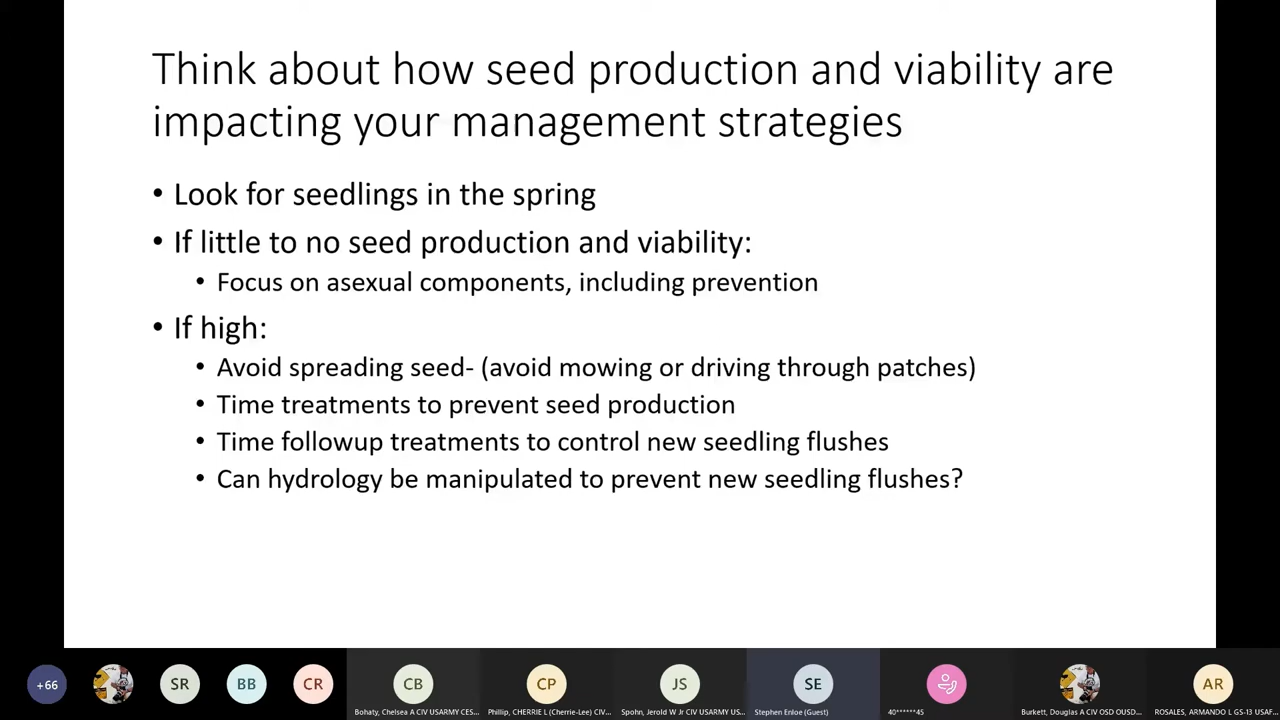 Think about how seed production and viability are
impacting your management strategies
• Look for seedlings in the spring
• If little to no seed production and viability:
• Focus on asexual components, including prevention
• If high:
• Avoid spreading seed- (avoid mowing or driving through patches)
• Time treatments to prevent seed production
• Time followup treatments to control new seedling flushes
• Can hydrology be manipulated to prevent new seedling flushes?
+66
SR
BB
CR
CB
CP
JS
SE
AR
Bohaty, Chelsea A CIV USARMY CES...
Phillip, CHERRIE L (Cherrie-Lee) CIV...
Spohn, Jerold W Jr CIV USARMY US...
Stephen Enloe (Guest)
40******45
Burkett, Douglas A CIV OSD OUSD...
ROSALES, ARMANDO L GS-13 USAF...